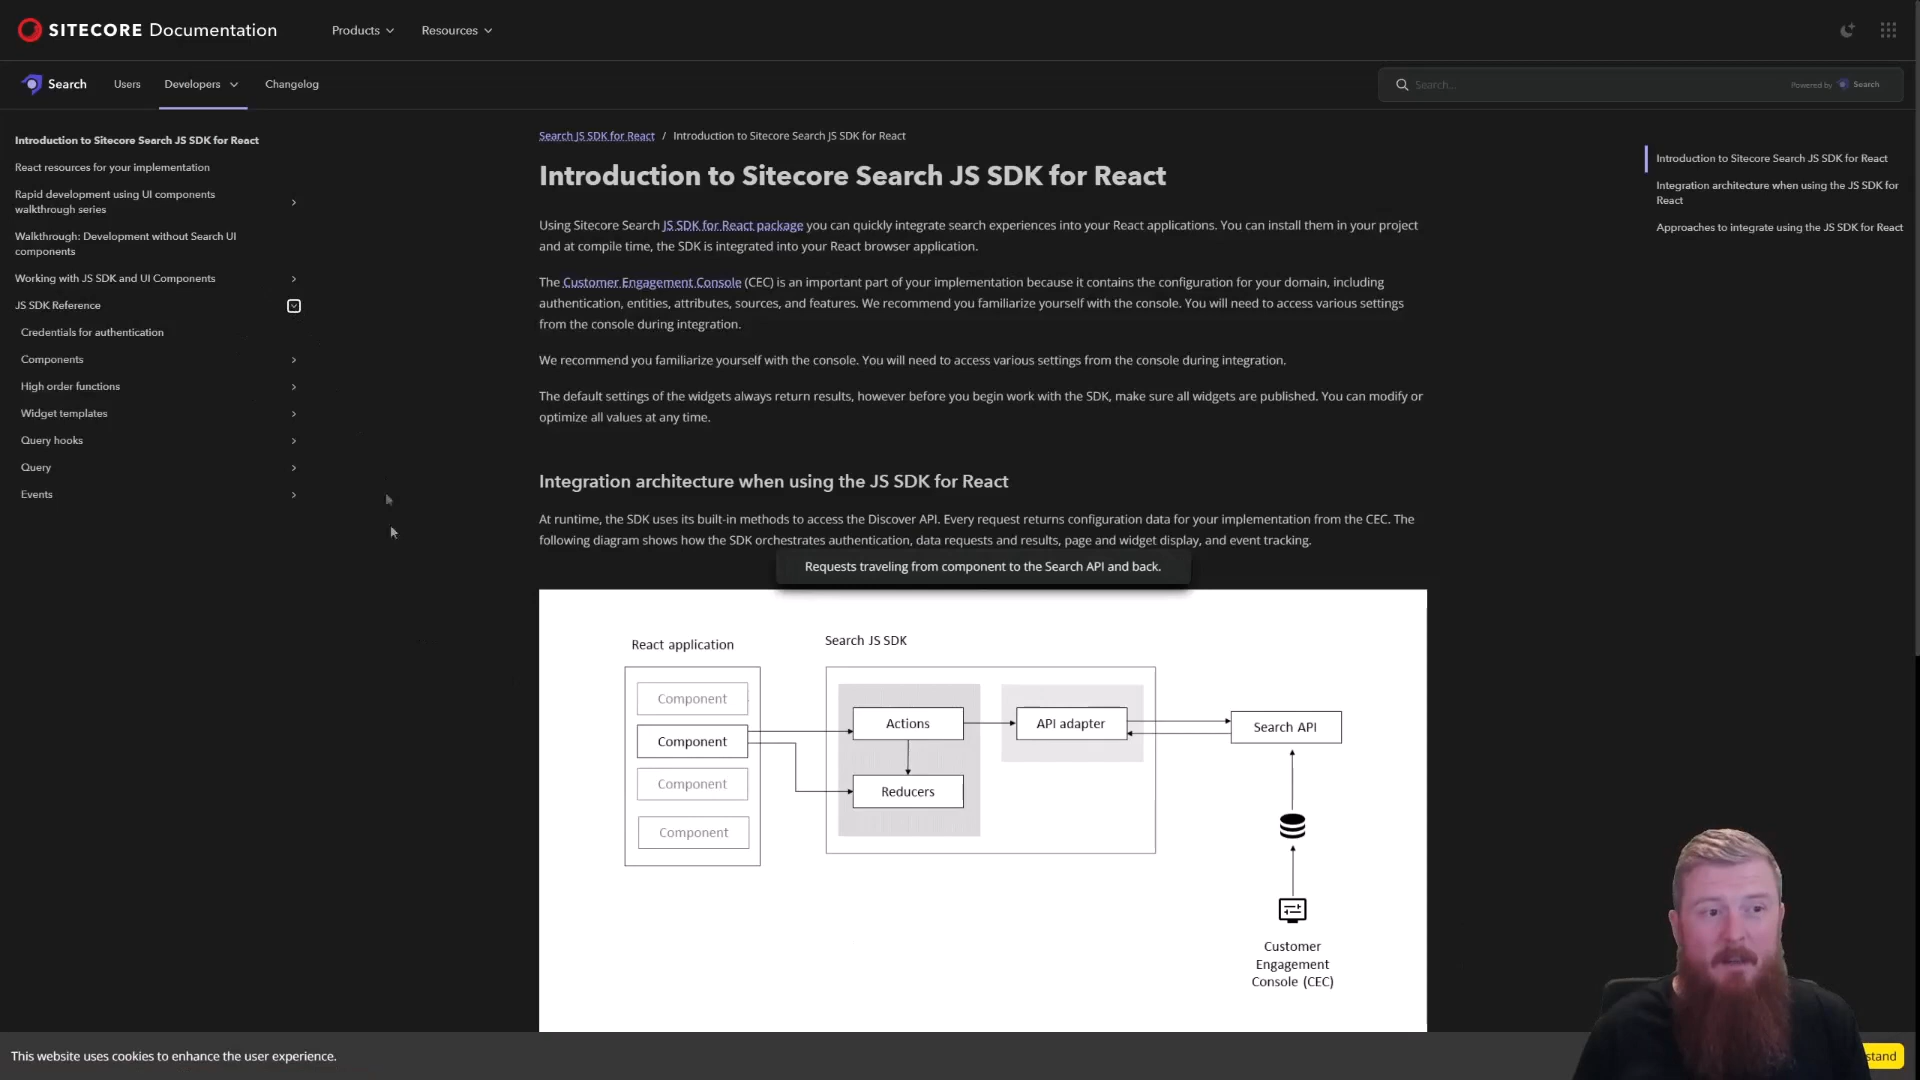 SITECORE Documentation
Products
Resources
Search
Users
Developers
Changelog
Search...
Powered by Search
Introduction to Sitecore Search JS SDK for React
React resources for your implementation
Rapid development using UI components
walkthrough series
Walkthrough: Development without Search UI
components
Working with JS SDK and UI Components
JS SDK Reference
Credentials for authentication
Components
High order functions
Widget templates
Query hooks
Query
Events
Search JS SDK for React / Introduction to Sitecore Search JS SDK for React
Introduction to Sitecore Search JS SDK for React
Using Sitecore Search JS SDK for React package you can quickly integrate search experiences into your React applications. You can install them in your project
and at compile time, the SDK is integrated into your React browser application.
The Customer Engagement Console (CEC) is an important part of your implementation because it contains the configuration for your domain, including
authentication, entities, attributes, sources, and features. We recommend you familiarize yourself with the console. You will need to access various settings
from the console during integration.
We recommend you familiarize yourself with the console. You will need to access various settings from the console during integration.
The default settings of the widgets always return results, however before you begin work with the SDK, make sure all widgets are published. You can modify or
optimize all values at any time.
Integration architecture when using the JS SDK for React
At runtime, the SDK uses its built-in methods to access the Discover API. Every request returns configuration data for your implementation from the CEC. The
following diagram shows how the SDK orchestrates authentication, data requests and results, page and widget display, and event tracking.
Requests traveling from component to the Search API and back.
React application
Search JS SDK
Component
Component
Component
Component
Actions
Reducers
API adapter
Search API
Customer
Engagement
Console (CEC)
Introduction to Sitecore Search JS SDK for React
Integration architecture when using the JS SDK for
React
Approaches to integrate using the JS SDK for React
This website uses cookies to enhance the user experience.
stand